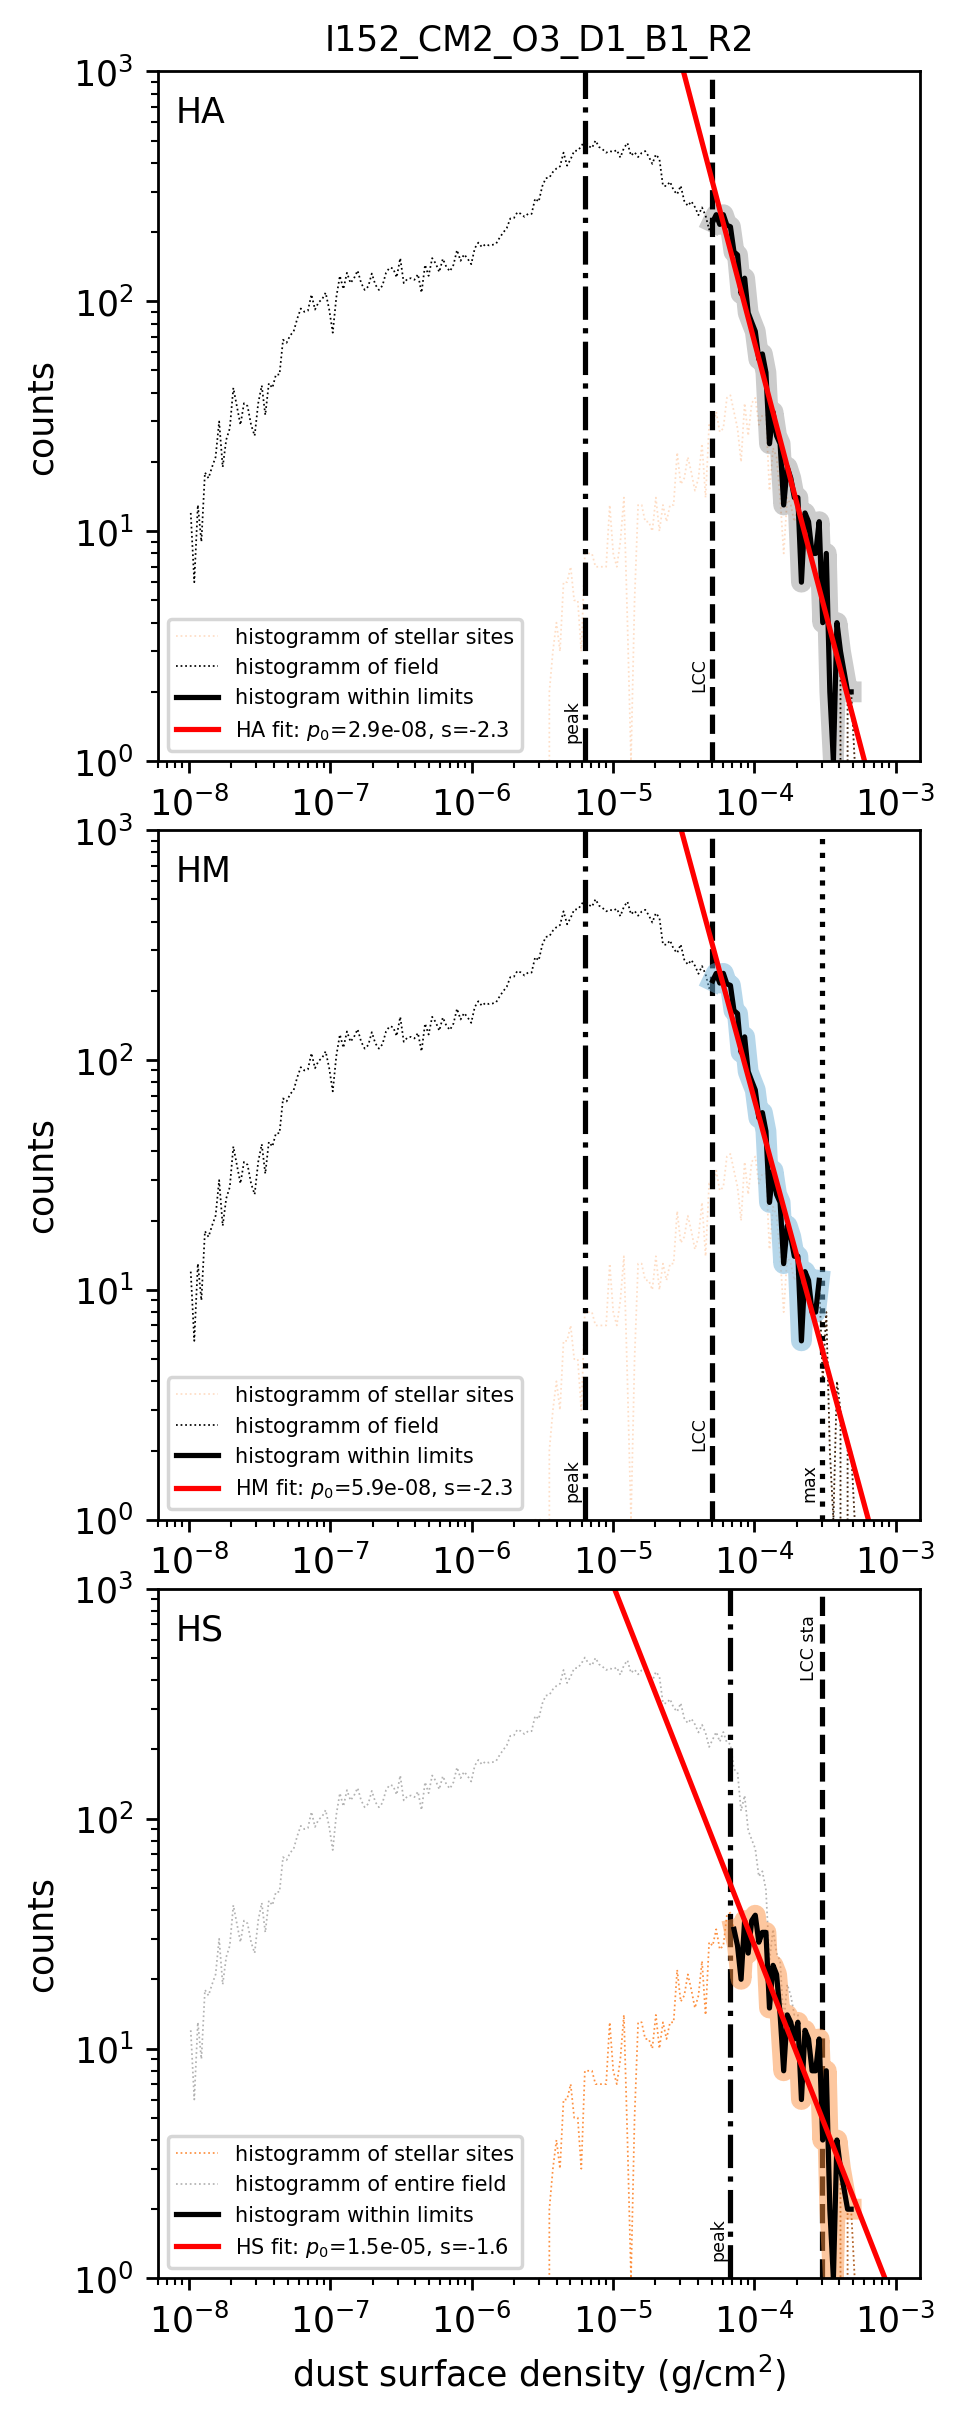 I152_CM2_O3_D1_B1_R2
HA
10³
10²
10¹
10⁰
counts
peak
LCC
histogramm of stellar sites
histogramm of field
histogram within limits
HA fit: p₀=2.9e-08, s=-2.3
10⁻⁸ 10⁻⁷ 10⁻⁶ 10⁻⁵ 10⁻⁴ 10⁻³
HM
10³
10²
10¹
10⁰
counts
peak
LCC
max
histogramm of stellar sites
histogramm of field
histogram within limits
HM fit: p₀=5.9e-08, s=-2.3
10⁻⁸ 10⁻⁷ 10⁻⁶ 10⁻⁵ 10⁻⁴ 10⁻³
HS
10³
10²
10¹
10⁰
counts
LCC sta
peak
histogramm of stellar sites
histogramm of entire field
histogram within limits
HS fit: p₀=1.5e-05, s=-1.6
10⁻⁸ 10⁻⁷ 10⁻⁶ 10⁻⁵ 10⁻⁴ 10⁻³
dust surface density (g/cm²)